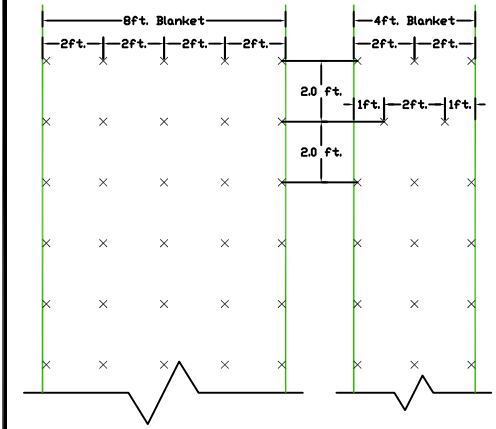 8ft. Blanket
4ft. Blanket
2ft. 2ft. 2ft. 2ft.
2ft. 2ft.
2.0 ft.
1ft. 2ft. 1ft.
2.0 ft.